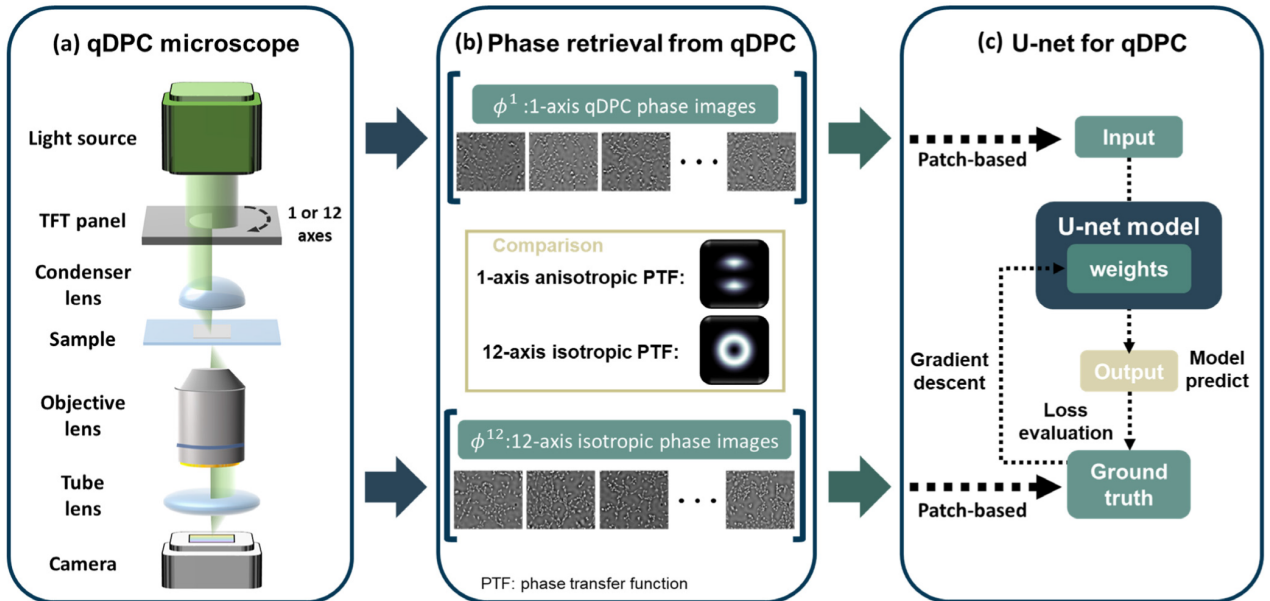 (a) qDPC microscope
Light source
TFT panel
1 or 12
axes
Condenser
lens
Sample
Objective
lens
Tube
lens
Camera
(b) Phase retrieval from qDPC
ϕ¹ :1-axis qDPC phase images
• • •
Comparison
1-axis anisotropic PTF:
12-axis isotropic PTF:
ϕ¹²:12-axis isotropic phase images
• • •
PTF: phase transfer function
(c) U-net for qDPC
Patch-based
Input
U-net model
weights
Gradient
descent
Output
Model
predict
Loss
evaluation
Ground
truth
Patch-based